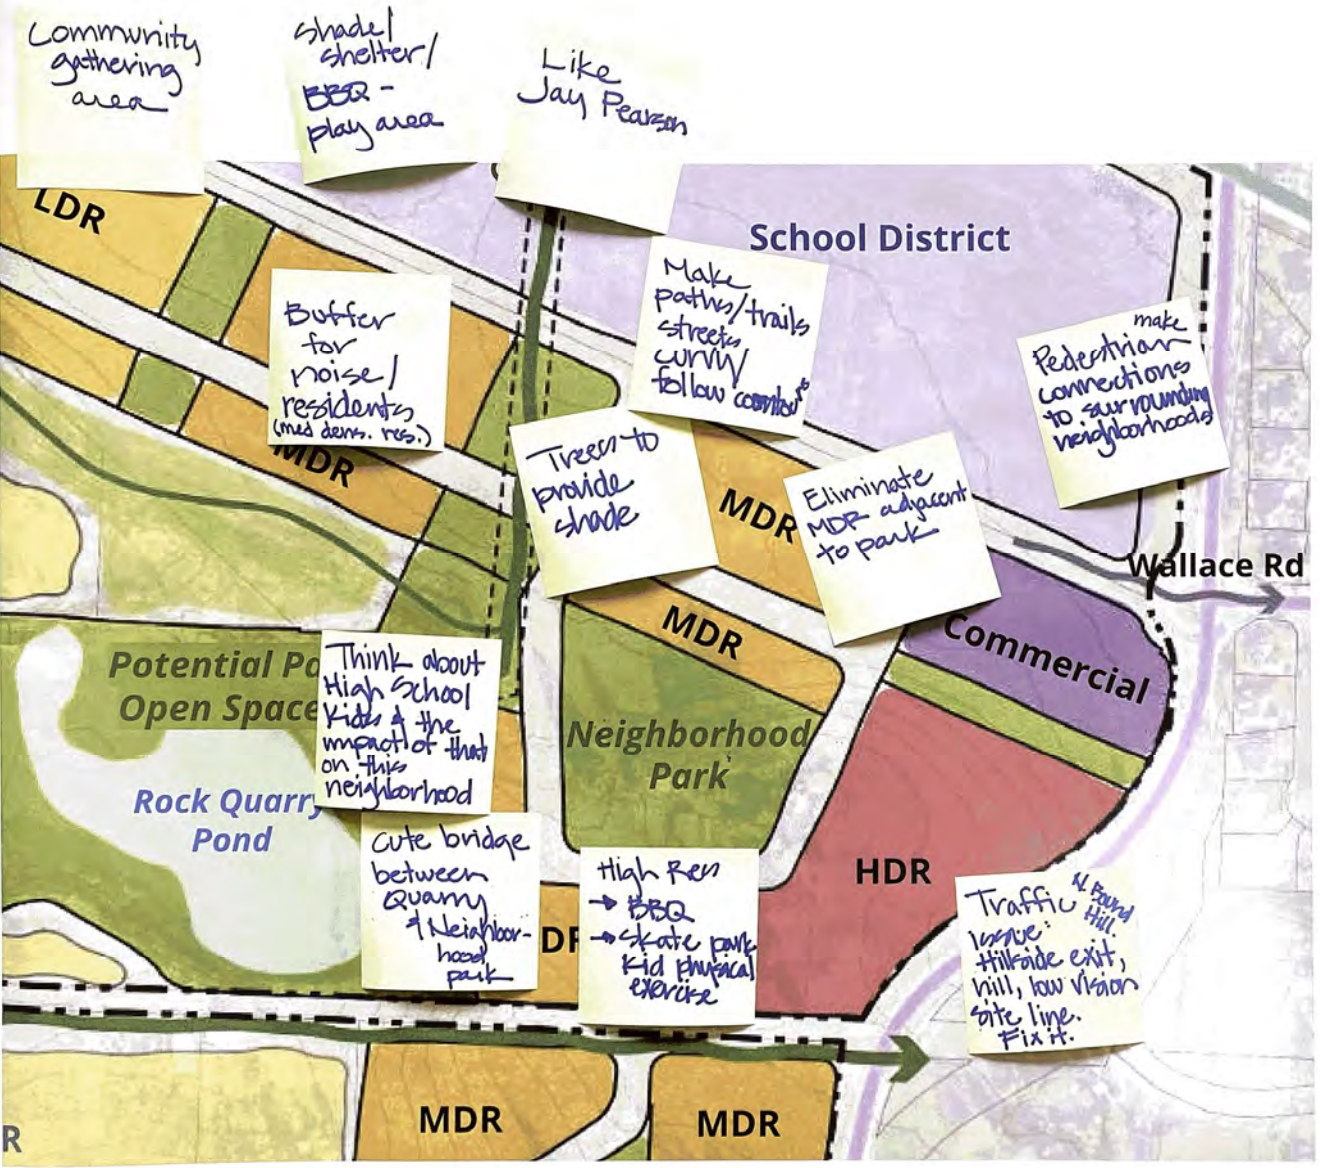 Community
gathering
area
shade/
shelter/
BBQ -
play area
Like
Jay Pearson
LDR
School District
Buffer
for
noise/
residents
(med dens. res.)
MDR
Make
paths/trails
streets
curvy/
follow contours
make
Pedestrian
connections
to surrounding
neighborhoods
Trees to
provide
shade
MDR
Eliminate
MDR adjacent
to park
Wallace Rd
MDR
Commercial
Potential Pa
Open Space
Think about
High School
kids & the
impact of that
on this
neighborhood
Neighborhood
Park
Rock Quarry
Pond
HDR
Cute bridge
between
Quarry
& Neighbor-
hood
park
DR
High Res
→ BBQ
→ skate park
kid physical
exercise
Traffic
N. Bound
Hill.
issue:
Hillside exit,
hill, low vision
site line.
Fix it.
MDR
MDR
R